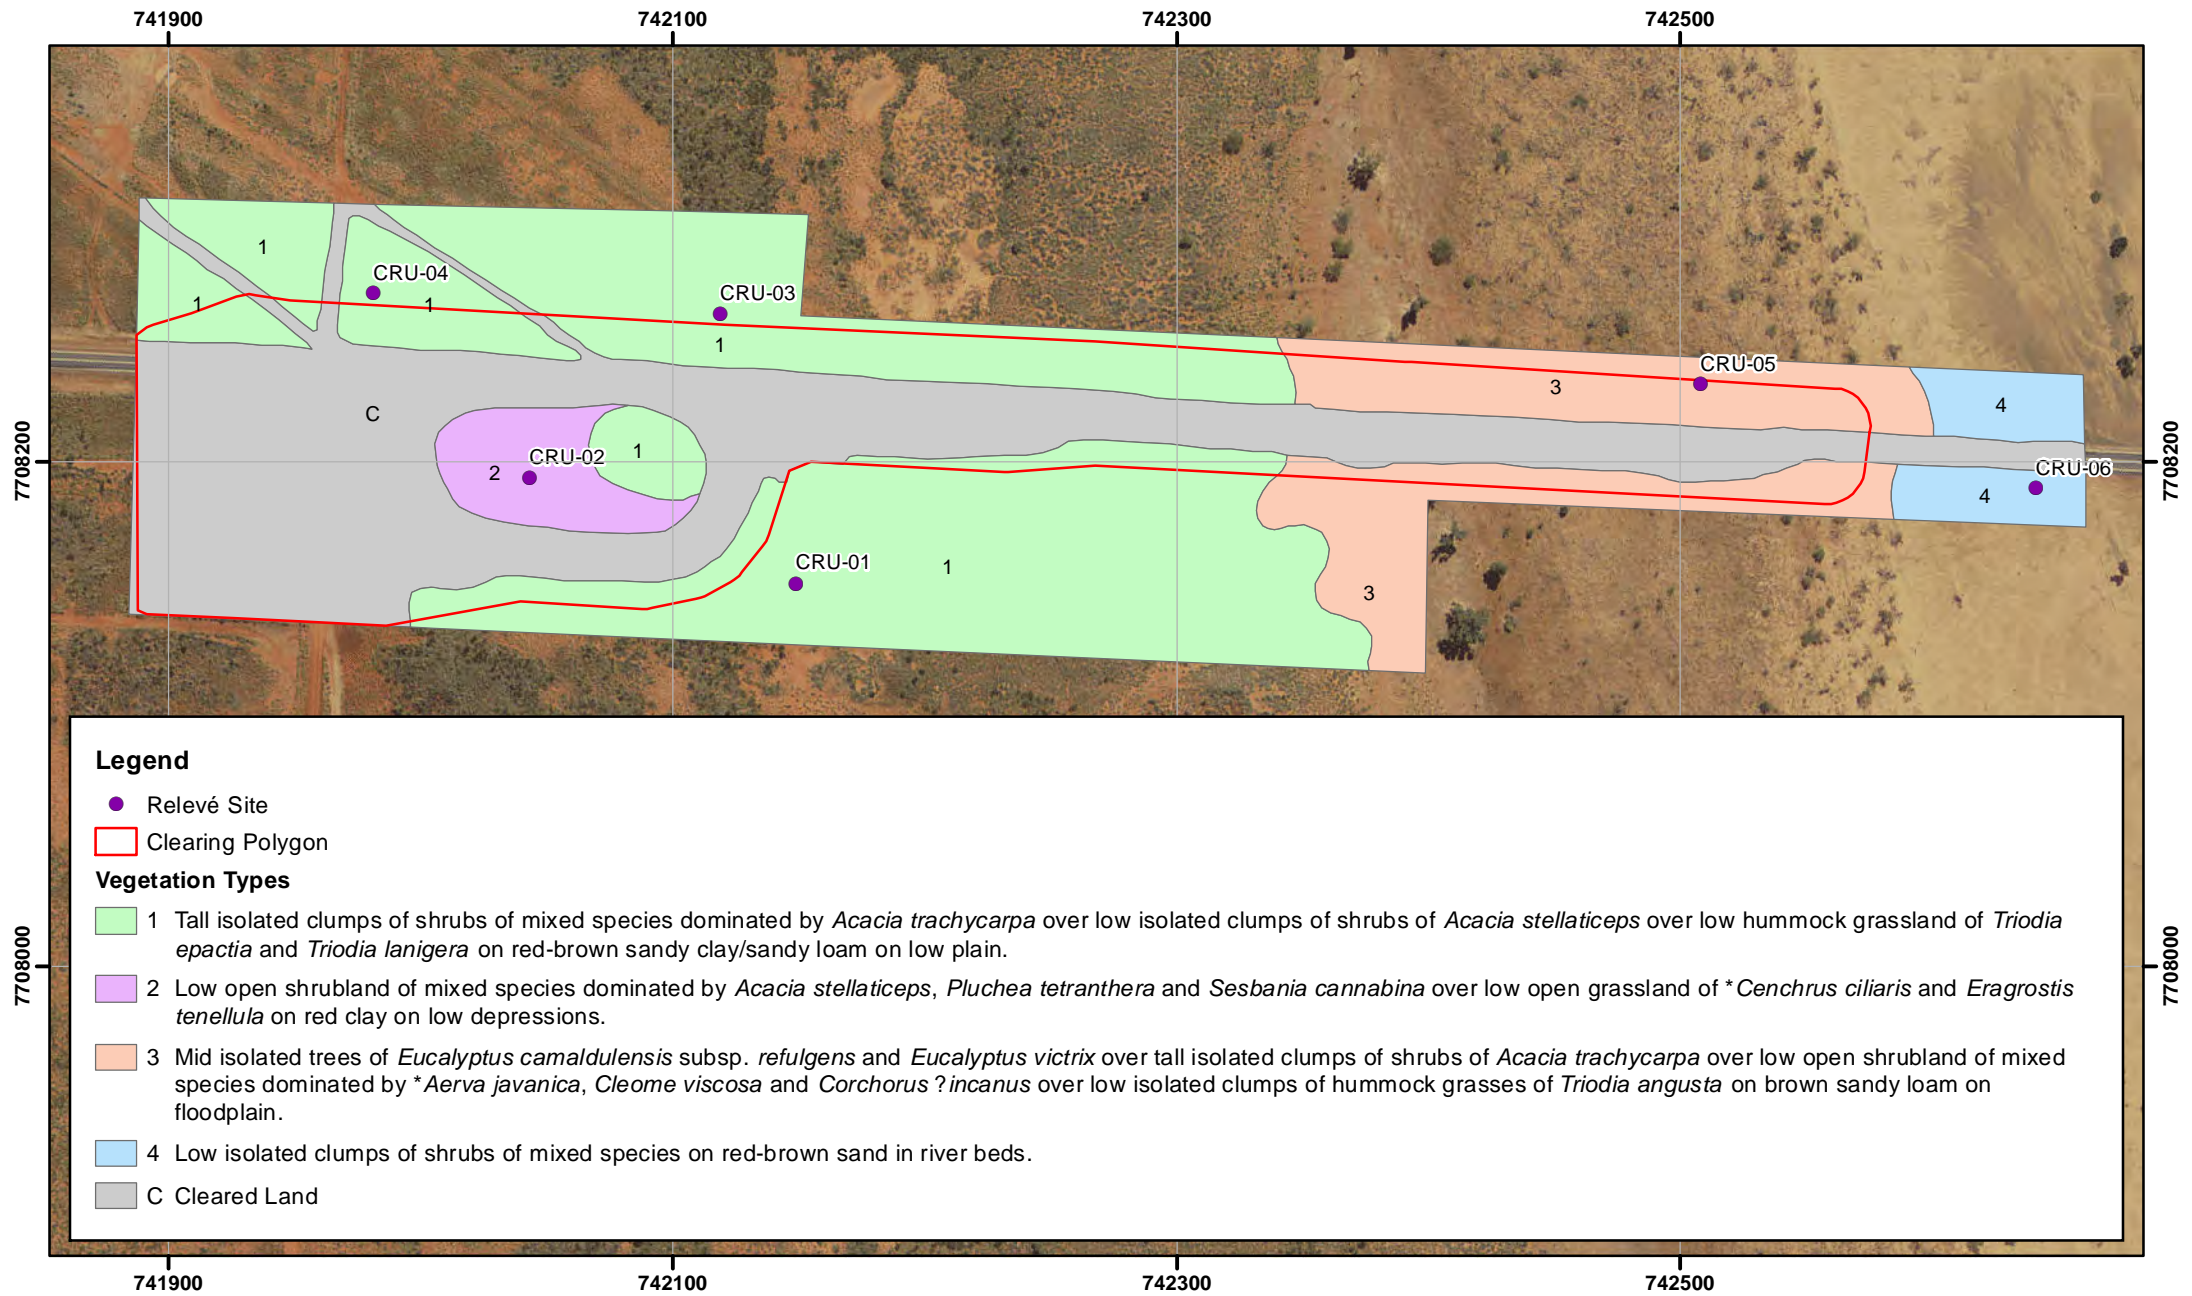 741900 742100 742300 742500
1
CRU-04
1
1
CRU-03
1
CRU-05
3
4
C
1
CRU-02
2
7708200
7708200
CRU-06
4
CRU-01
1
3
Legend
Relevé Site
Clearing Polygon
Vegetation Types
1 Tall isolated clumps of shrubs of mixed species dominated by Acacia trachycarpa over low isolated clumps of shrubs of Acacia stellaticeps over low hummock grassland of Triodia
epactia and Triodia lanigera on red-brown sandy clay/sandy loam on low plain.
2 Low open shrubland of mixed species dominated by Acacia stellaticeps, Pluchea tetranthera and Sesbania cannabina over low open grassland of *Cenchrus ciliaris and Eragrostis
tenellula on red clay on low depressions.
3 Mid isolated trees of Eucalyptus camaldulensis subsp. refulgens and Eucalyptus victrix over tall isolated clumps of shrubs of Acacia trachycarpa over low open shrubland of mixed
species dominated by *Aerva javanica, Cleome viscosa and Corchorus ?incanus over low isolated clumps of hummock grasses of Triodia angusta on brown sandy loam on
floodplain.
4 Low isolated clumps of shrubs of mixed species on red-brown sand in river beds.
C Cleared Land
7708000
7708000
741900 742100 742300 742500